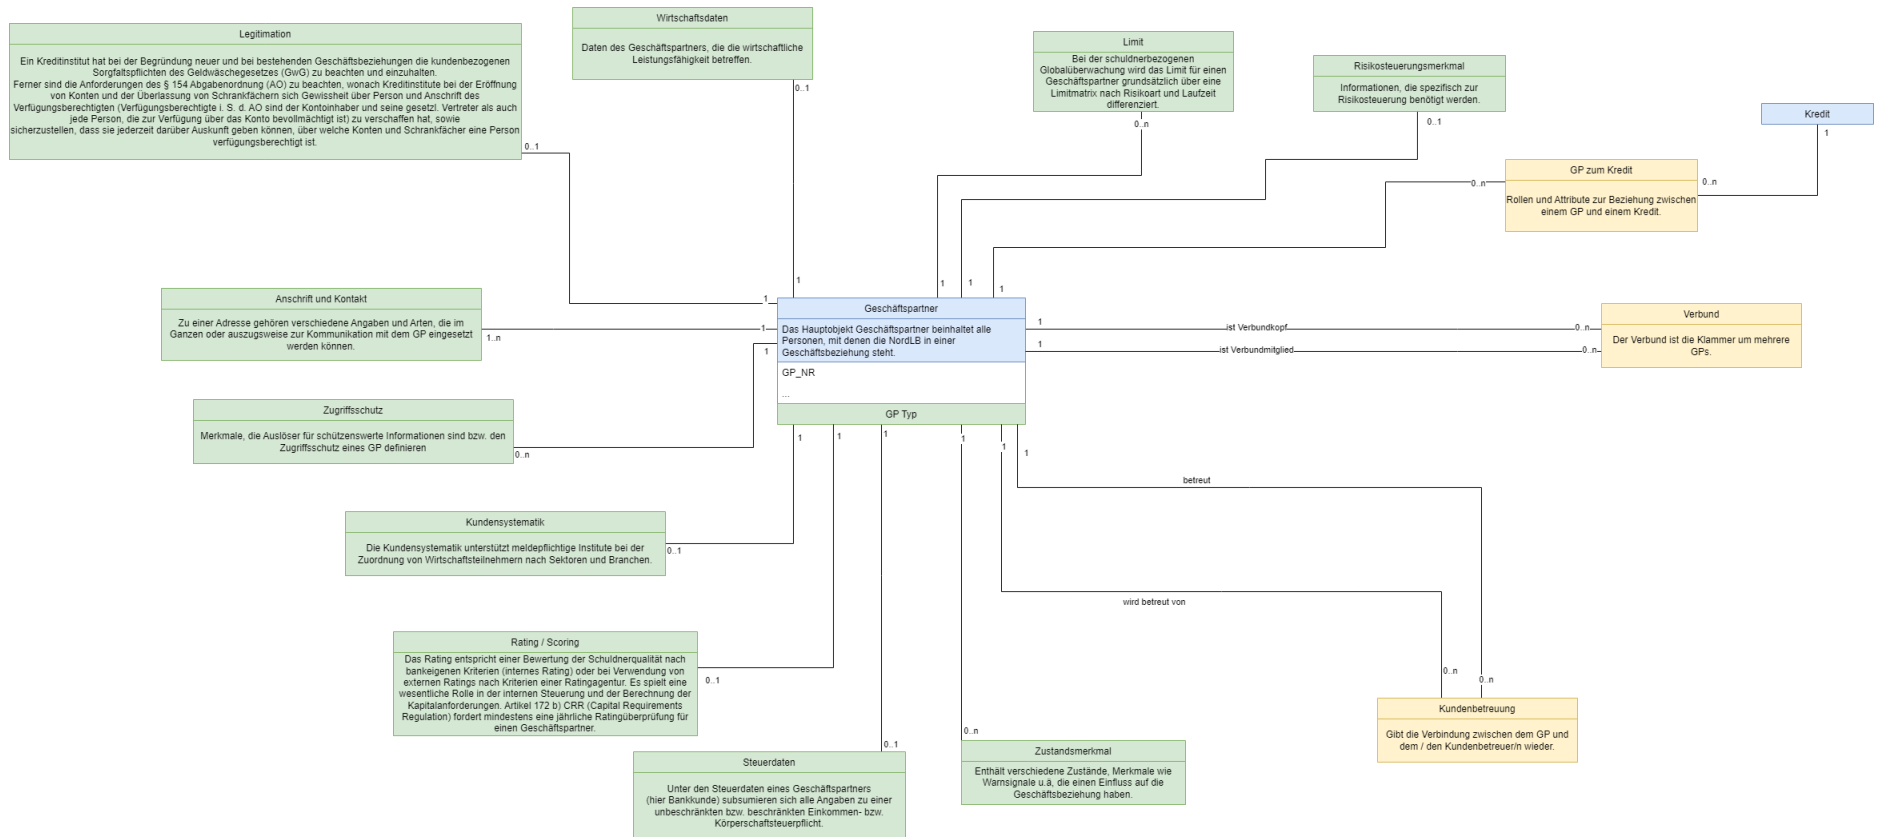 Legitimation
Ein Kreditinstitut hat bei der Begründung neuer und bei bestehenden Geschäftsbeziehungen die kundenbezogenen
Sorgfaltspflichten des Geldwäschegesetzes (GwG) zu beachten und einzuhalten.
Ferner sind die Anforderungen des § 154 Abgabenordnung (AO) zu beachten, wonach Kreditinstitute bei der Eröffnung
von Konten und der Überlassung von Schrankfächern sich Gewissheit über Person und Anschrift des
Verfügungsberechtigten (Verfügungsberechtigte i. S. d. AO sind der Kontoinhaber und seine gesetzl. Vertreter als auch
jede Person, die zur Verfügung über das Konto bevollmächtigt ist) zu verschaffen hat, sowie
sicherzustellen, dass sie jederzeit darüber Auskunft geben können, über welche Konten und Schrankfächer eine Person
verfügungsberechtigt ist.
0..1
1
Wirtschaftsdaten
Daten des Geschäftspartners, die die wirtschaftliche
Leistungsfähigkeit betreffen.
0..1
1
Limit
Bei der schuldnerbezogenen
Globalüberwachung wird das Limit für einen
Geschäftspartner grundsätzlich über eine
Limitmatrix nach Risikoart und Laufzeit
differenziert.
0..n
1
Risikosteuerungsmerkmal
Informationen, die spezifisch zur
Risikosteuerung benötigt werden.
0..1
1
Kredit
1
GP zum Kredit
Rollen und Attribute zur Beziehung zwischen
einem GP und einem Kredit.
0..n
0..n
1
Anschrift und Kontakt
Zu einer Adresse gehören verschiedene Angaben und Arten, die im
Ganzen oder auszugsweise zur Kommunikation mit dem GP eingesetzt
werden können.
1..n
1
Geschäftspartner
Das Hauptobjekt Geschäftspartner beinhaltet alle
Personen, mit denen die NordLB in einer
Geschäftsbeziehung steht.
GP_NR
...
GP Typ
1
ist Verbundkopf
0..n
1
ist Verbundmitglied
0..n
Verbund
Der Verbund ist die Klammer um mehrere
GPs.
Zugriffsschutz
Merkmale, die Auslöser für schützenswerte Informationen sind bzw. den
Zugriffsschutz eines GP definieren
0..n
1
Kundensystematik
Die Kundensystematik unterstützt meldepflichtige Institute bei der
Zuordnung von Wirtschaftsteilnehmern nach Sektoren und Branchen.
0..1
1
Rating / Scoring
Das Rating entspricht einer Bewertung der Schuldnerqualität nach
bankeigenen Kriterien (internes Rating) oder bei Verwendung von
externen Ratings nach Kriterien einer Ratingagentur. Es spielt eine
wesentliche Rolle in der internen Steuerung und der Berechnung der
Kapitalanforderungen. Artikel 172 b) CRR (Capital Requirements
Regulation) fordert mindestens eine jährliche Ratingüberprüfung für
einen Geschäftspartner.
0..1
1
Steuerdaten
Unter den Steuerdaten eines Geschäftspartners
(hier Bankkunde) subsumieren sich alle Angaben zu einer
unbeschränkten bzw. beschränkten Einkommen- bzw.
Körperschaftsteuerpflicht.
0..1
1
Zustandsmerkmal
Enthält verschiedene Zustände, Merkmale wie
Warnsignale u.ä, die einen Einfluss auf die
Geschäftsbeziehung haben.
0..n
1
1
wird betreut von
0..n
1
betreut
0..n
Kundenbetreuung
Gibt die Verbindung zwischen dem GP und
dem / den Kundenbetreuer/n wieder.